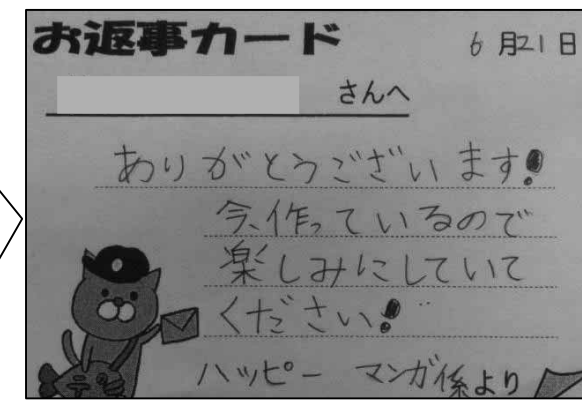 お返事カード 6月21日
さんへ
ありがとうございます!
今、作っているので
楽しみにしていて
ください!
ハッピー マンガ係より